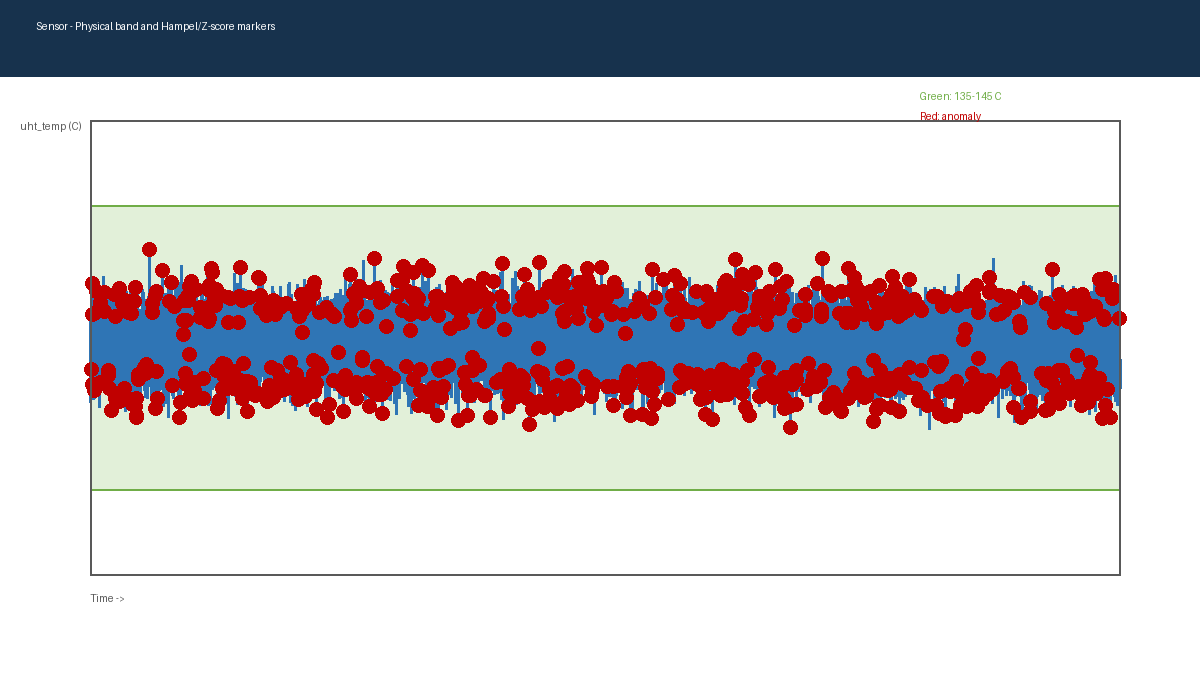 Sensor - Physical band and Hampel/Z-score markers
Green: 135-145 C
Red: anomaly
uht_temp (C)
Time ->